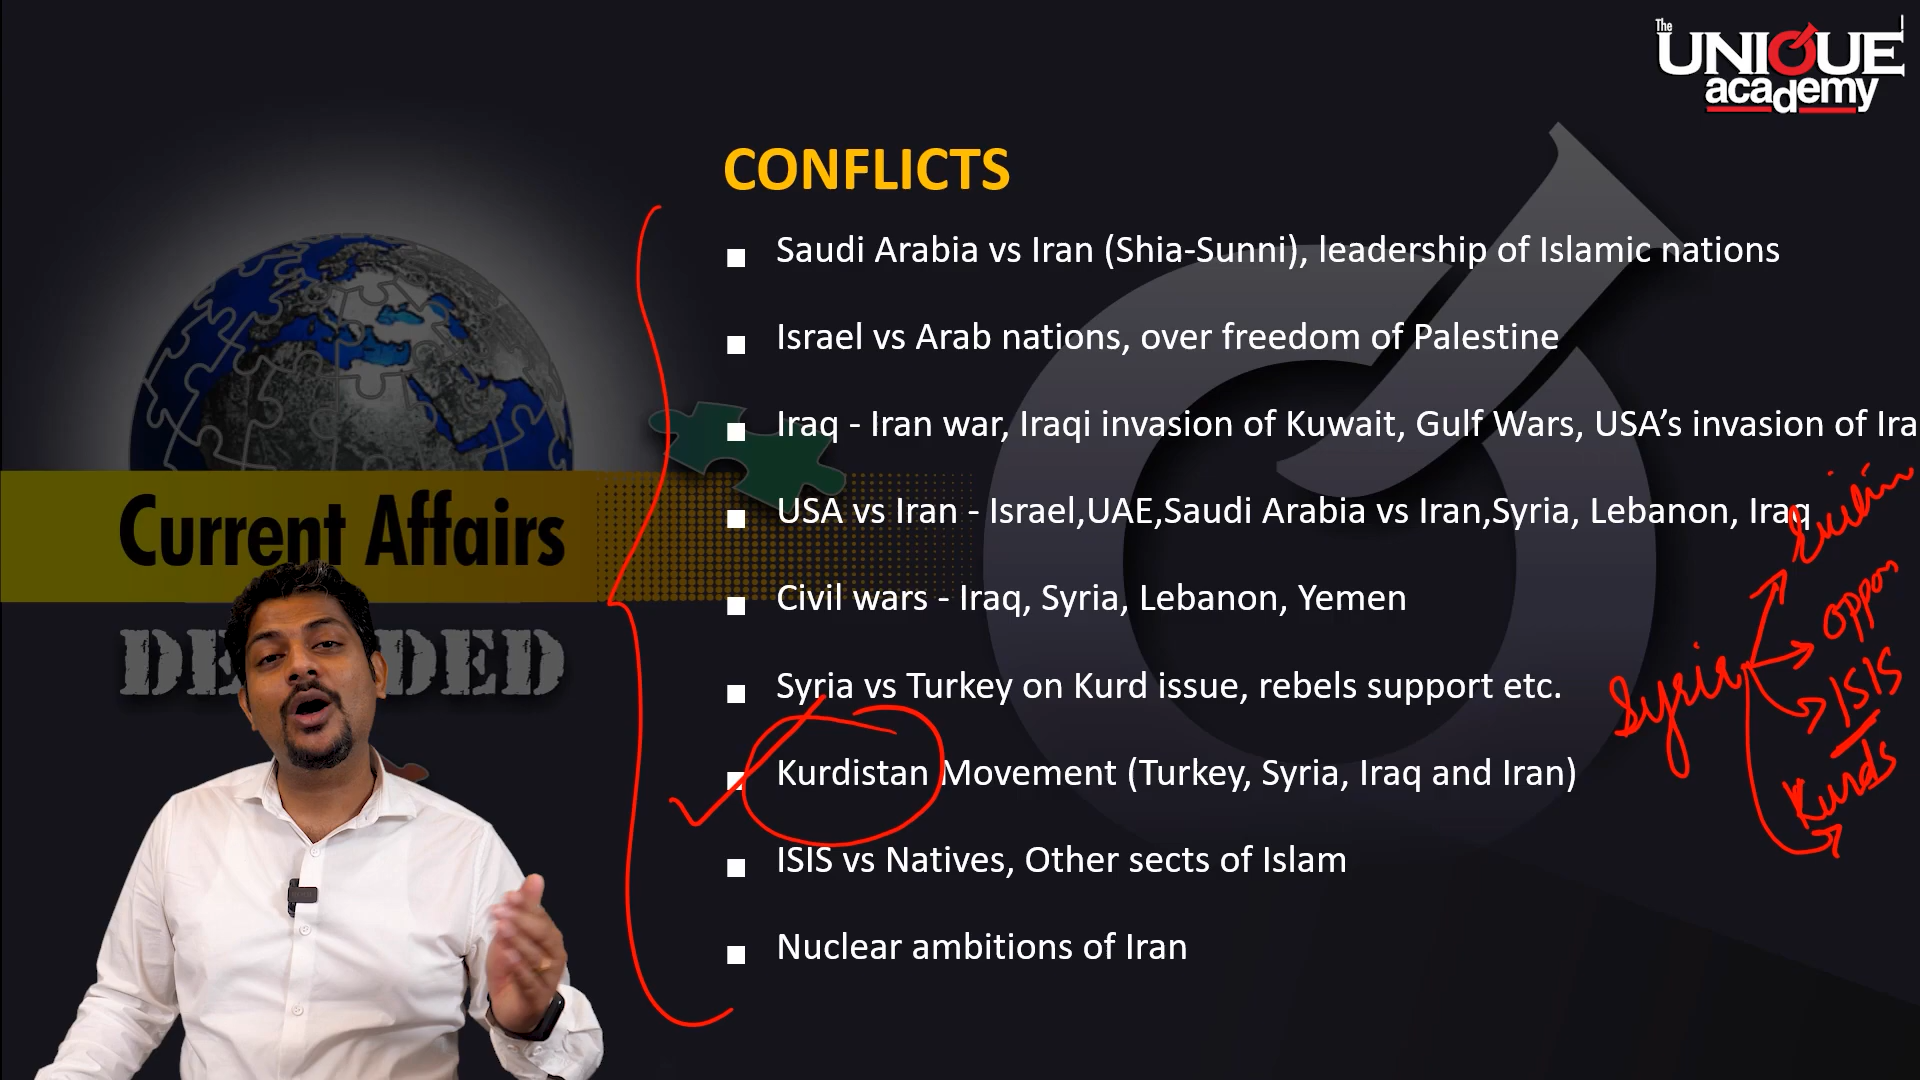 The
UNIQUE
academy
CONFLICTS
Saudi Arabia vs Iran (Shia-Sunni), leadership of Islamic nations
Israel vs Arab nations, over freedom of Palestine
Iraq - Iran war, Iraqi invasion of Kuwait, Gulf Wars, USA’s invasion of Ira
USA vs Iran - Israel,UAE,Saudi Arabia vs Iran,Syria, Lebanon, Iraq
Civil wars - Iraq, Syria, Lebanon, Yemen
Syria vs Turkey on Kurd issue, rebels support etc.
Kurdistan Movement (Turkey, Syria, Iraq and Iran)
ISIS vs Natives, Other sects of Islam
Nuclear ambitions of Iran
Current Affairs
Syria
Oppos
ISIS
Kurds